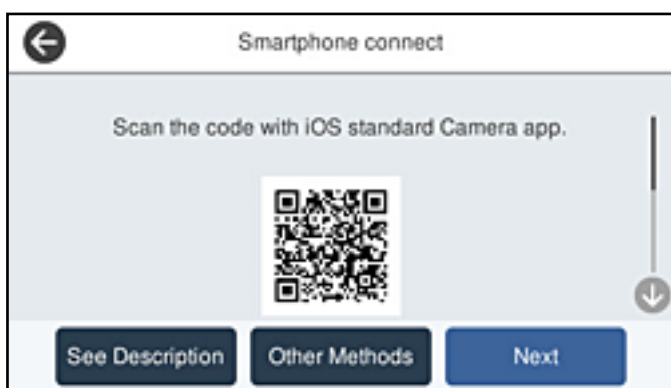 Smartphone connect
Scan the code with iOS standard Camera app.
See Description
Other Methods
Next